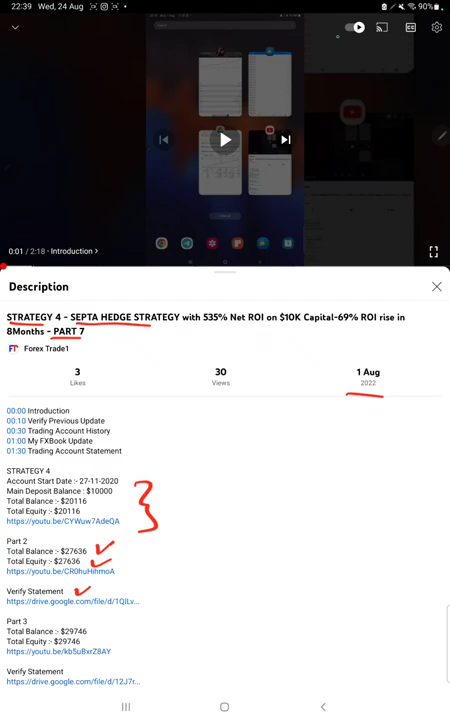 22:39 Wed, 24 Aug
90%
CC
0:01 / 2:18 · Introduction >
Description
STRATEGY 4 - SEPTA HEDGE STRATEGY with 535% Net ROI on $10K Capital-69% ROI rise in
8Months - PART 7
FT Forex Trade1
3 30 1 Aug
Likes Views 2022
00:00 Introduction
00:10 Verify Previous Update
00:30 Trading Account History
01:00 My FXBook Update
01:30 Trading Account Statement
STRATEGY 4
Account Start Date :- 27-11-2020
Main Deposit Balance : $10000
Total Balance :- $20116
Total Equity :- $20116
https://youtu.be/CYWuw7AdeQA
Part 2
Total Balance :- $27636
Total Equity :- $27636
https://youtu.be/CR0huHihmoA
Verify Statement
https://drive.google.com/file/d/1QILv...
Part 3
Total Balance :- $29746
Total Equity :- $29746
https://youtu.be/kb5uBxrZ8AY
Verify Statement
https://drive.google.com/file/d/12J7r...